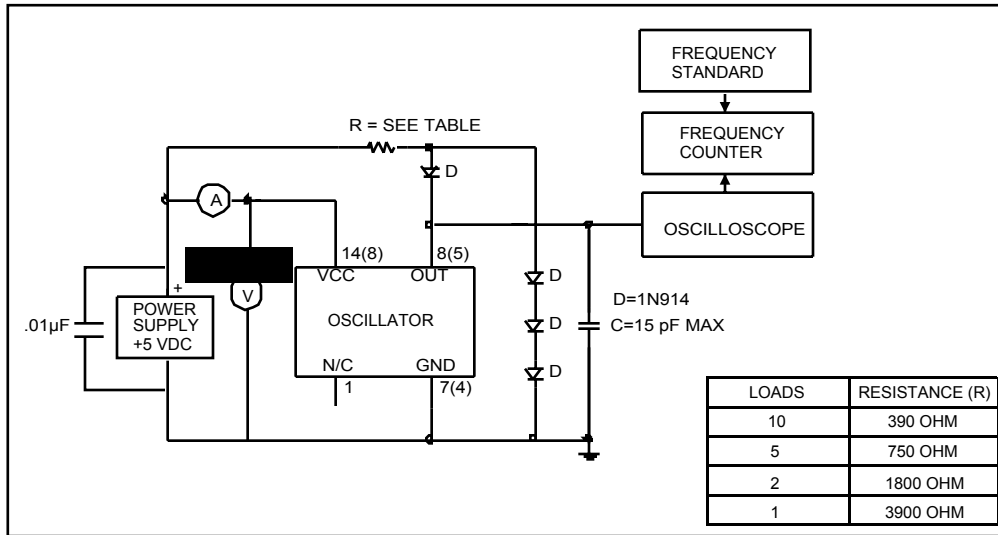 FREQUENCY
STANDARD
R = SEE TABLE
FREQUENCY
COUNTER
D
A
OSCILLOSCOPE
14(8)
8(5)
VCC
OUT
D
+
V
POWER
SUPPLY
+5 VDC
.01µF
OSCILLATOR
D
D=1N914
C=15 pF MAX
N/C
GND
D
1
7(4)
LOADS RESISTANCE (R)
10 390 OHM
5 750 OHM
2 1800 OHM
1 3900 OHM